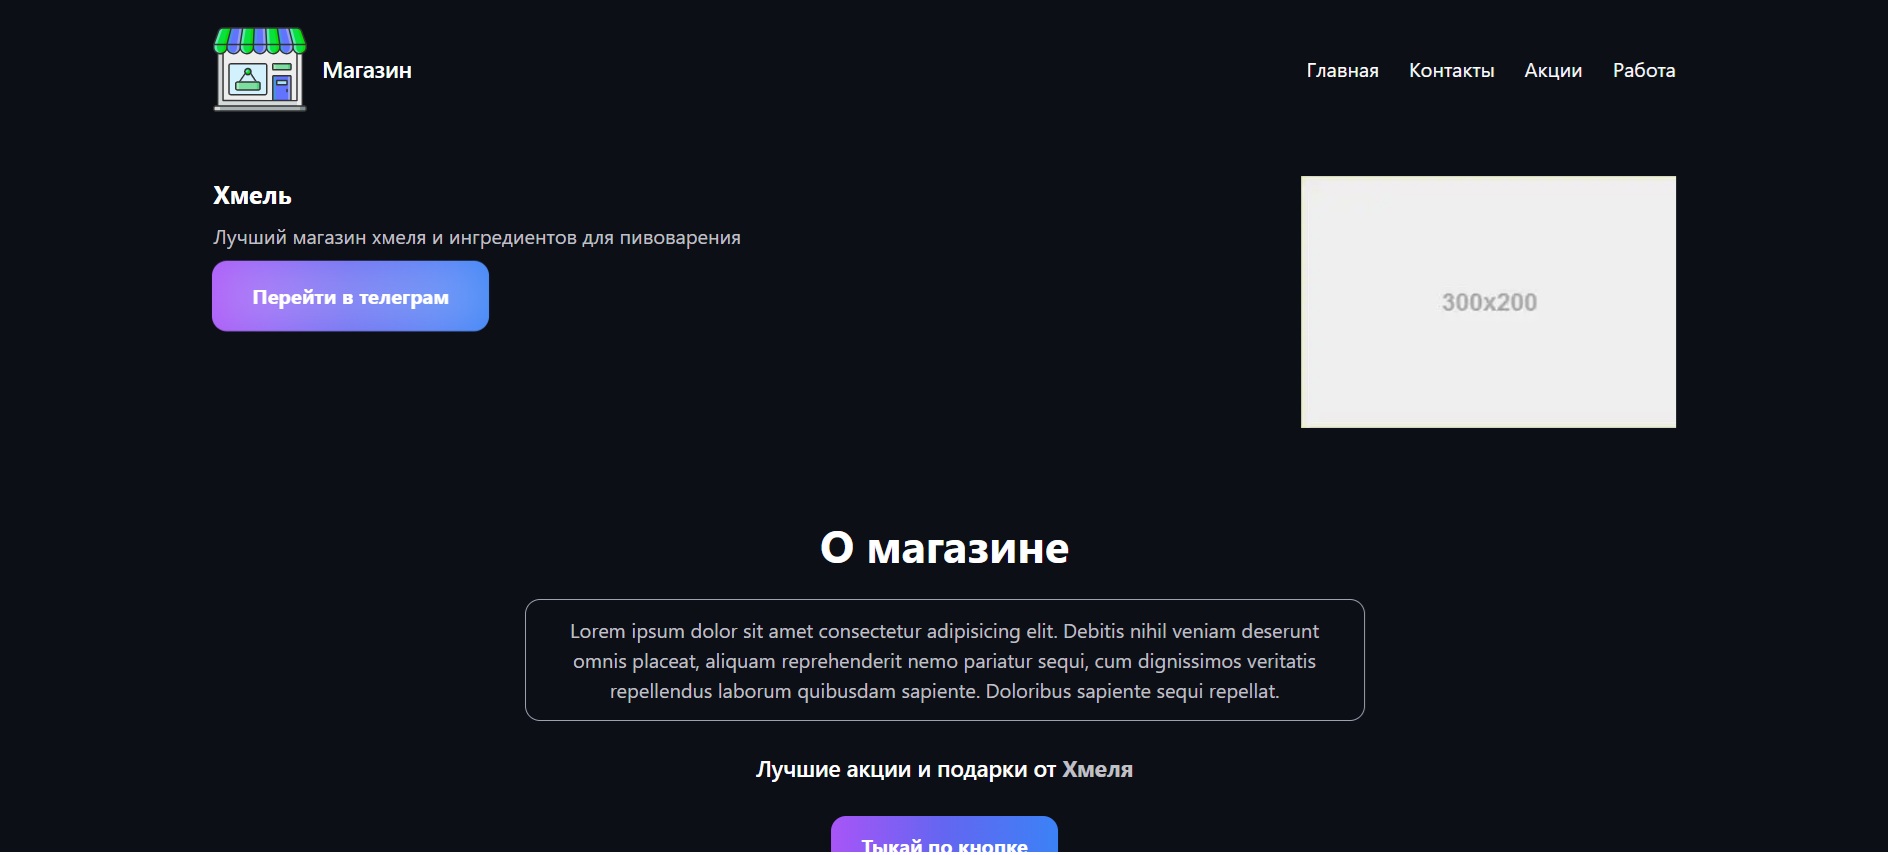 Магазин
Главная Контакты Акции Работа
Хмель
Лучший магазин хмеля и ингредиентов для пивоварения
Перейти в телеграм
300x200
О магазине
Lorem ipsum dolor sit amet consectetur adipisicing elit. Debitis nihil veniam deserunt
omnis placeat, aliquam reprehenderit nemo pariatur sequi, cum dignissimos veritatis
repellendus laborum quibusdam sapiente. Doloribus sapiente sequi repellat.
Лучшие акции и подарки от Хмеля
Тыкай по кнопке